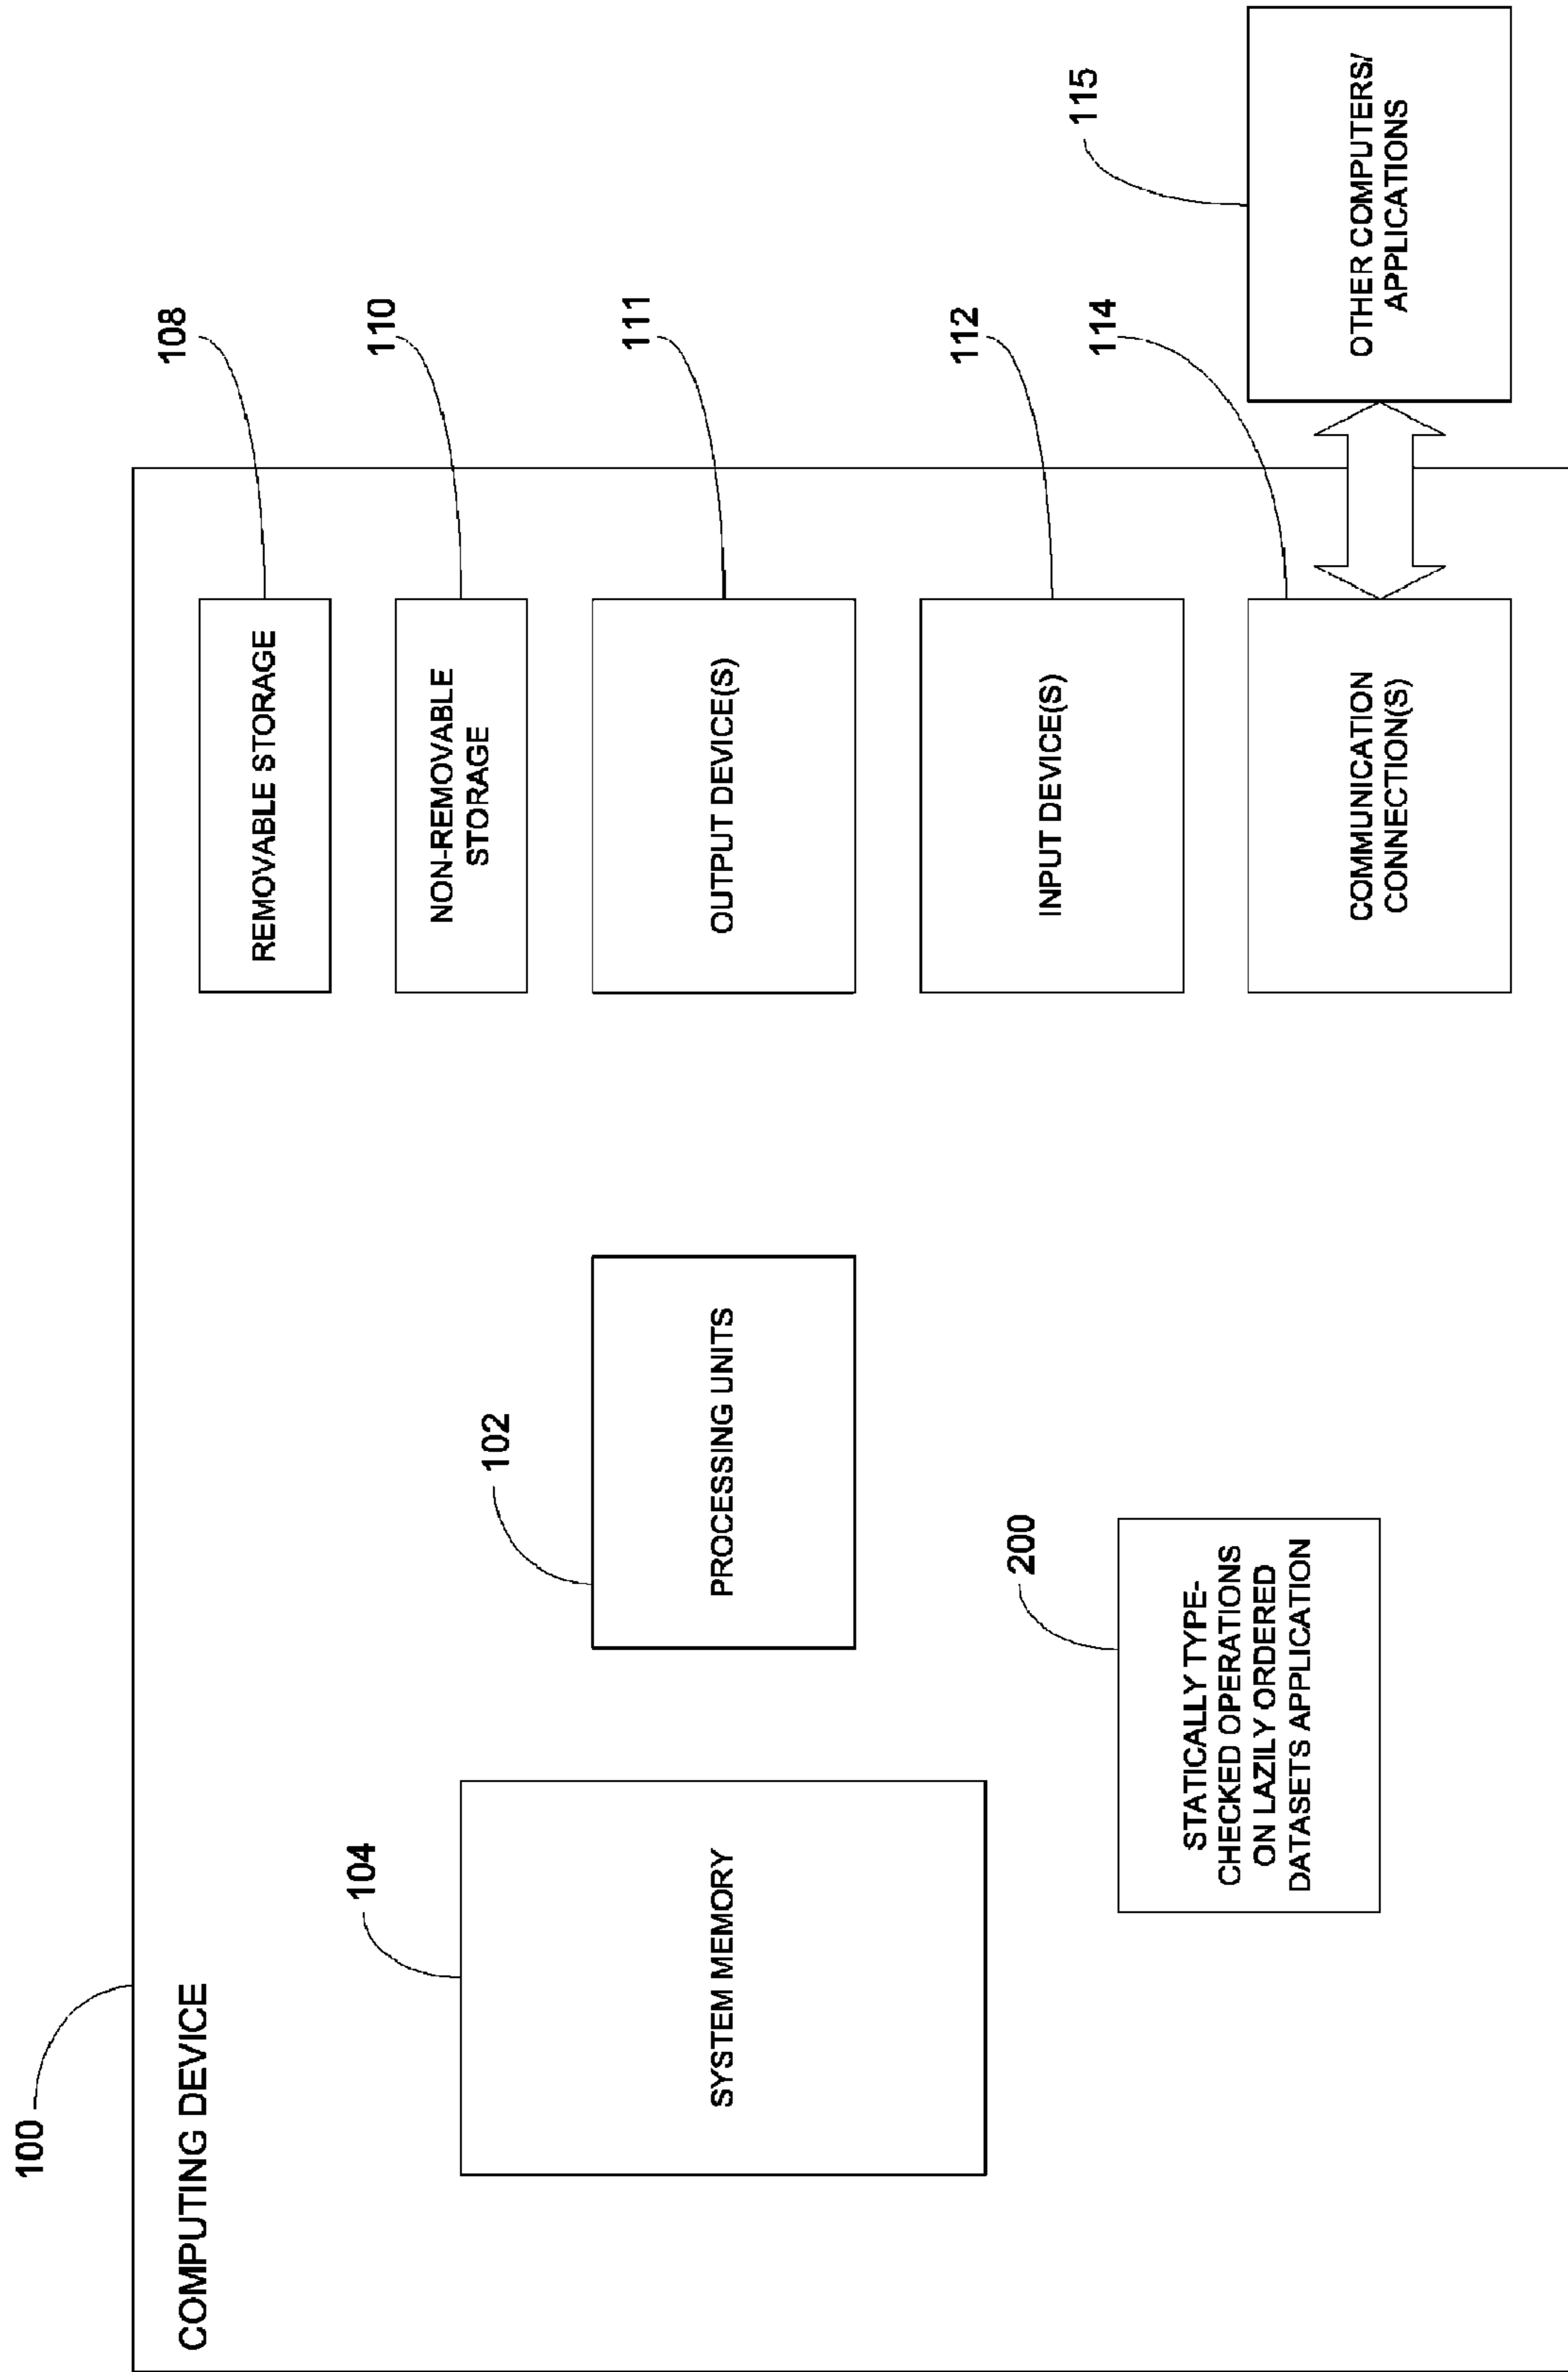 100
COMPUTING DEVICE
104
SYSTEM MEMORY
102
PROCESSING UNITS
200
STATICALLY TYPE-
CHECKED OPERATIONS
ON LAZILY ORDERED
DATASETS APPLICATION
108
REMOVABLE STORAGE
110
NON-REMOVABLE
STORAGE
111
OUTPUT DEVICE(S)
112
INPUT DEVICE(S)
114
COMMUNICATION
CONNECTION(S)
115
OTHER COMPUTERS/
APPLICATIONS